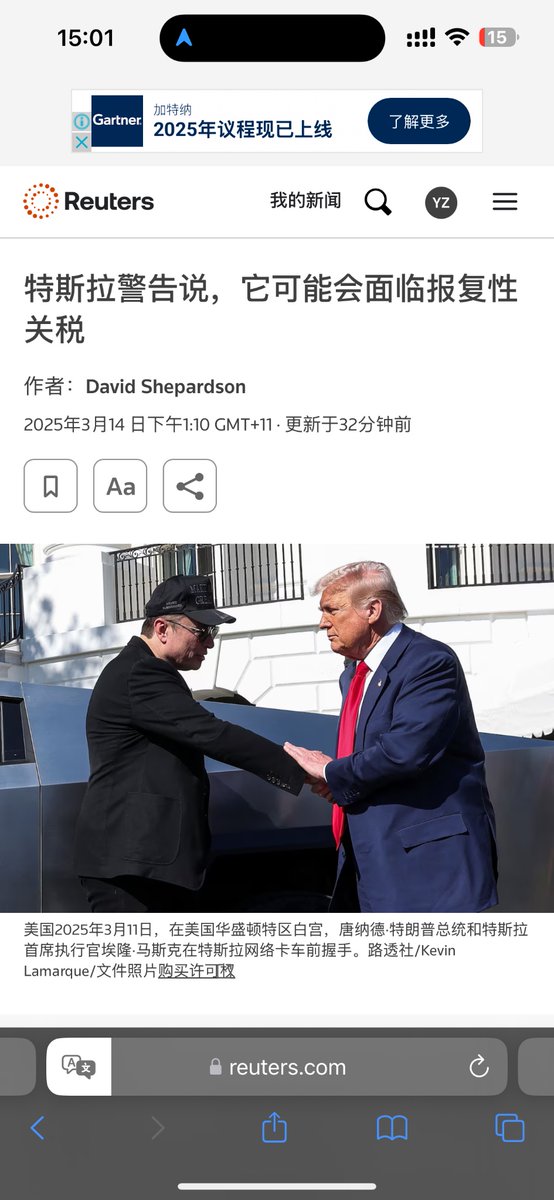 15:01
15
Gartner
加特纳
2025年议程现已上线
了解更多
Reuters
我的新闻
YZ
特斯拉警告说，它可能会面临报复性
关税
作者：David Shepardson
2025年3月14 日下午1:10 GMT+11 · 更新于32分钟前
Aa
美国2025年3月11日，在美国华盛顿特区白宫，唐纳德·特朗普总统和特斯拉
首席执行官埃隆·马斯克在特斯拉网络卡车前握手。路透社/Kevin
Lamarque/文件照片购买许可权
A 文
reuters.com